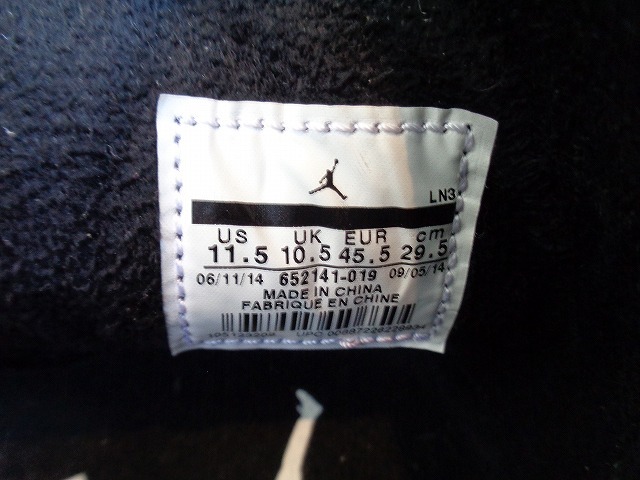 LN3
US UK EUR cm
11.5 10.5 45.5 29.5
06/11/14 652141-019 09/05/14
MADE IN CHINA
FABRIQUE EN CHINE
UPC